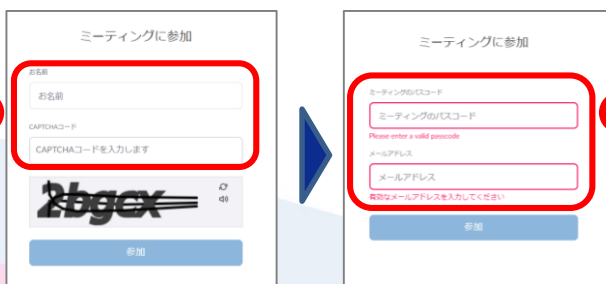 ミーティングに参加
お名前
お名前
CAPTCHAコード
CAPTCHAコードを入力します
2bgcx
参加
ミーティングに参加
ミーティングのパスコード
ミーティングのパスコード
Please enter a valid passcode
メールアドレス
メールアドレス
有効なメールアドレスを入力してください
参加